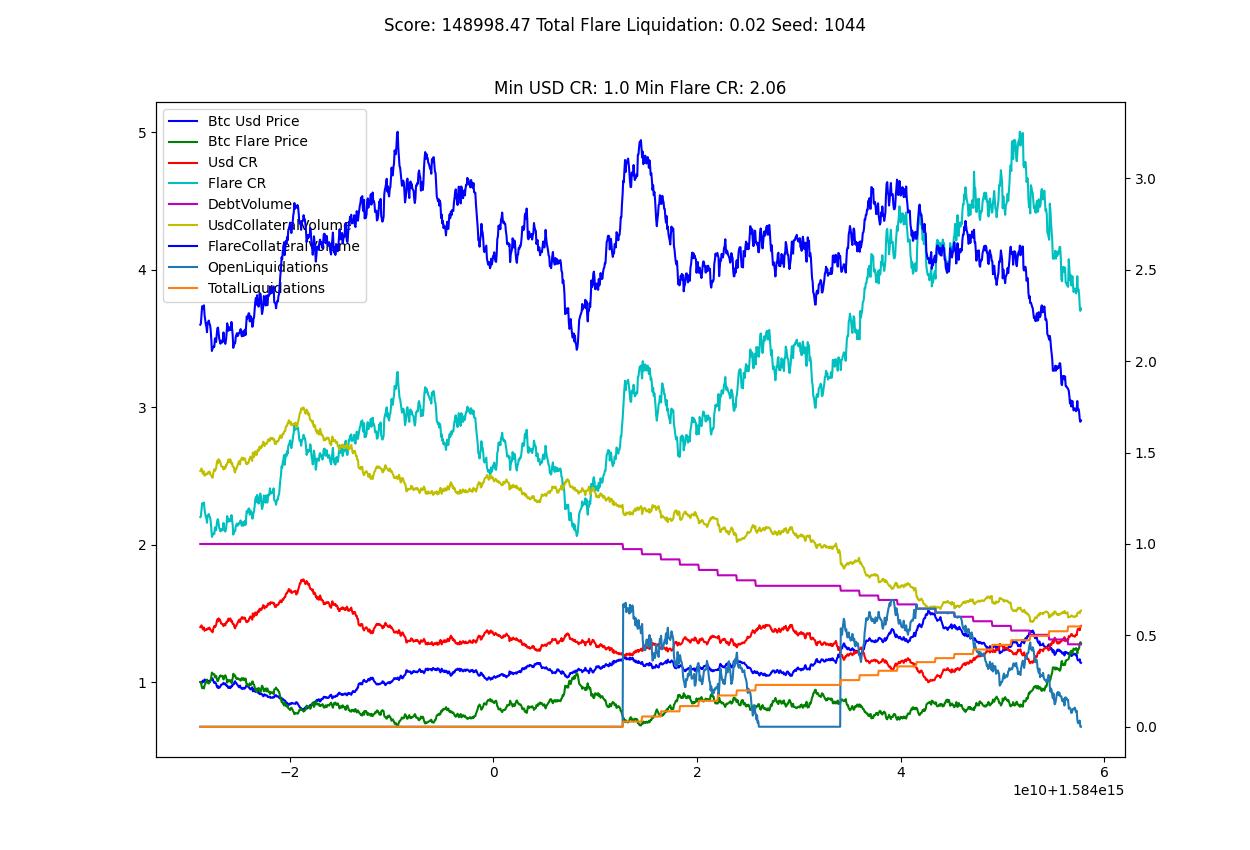 Score: 148998.47 Total Flare Liquidation: 0.02 Seed: 1044
Min USD CR: 1.0 Min Flare CR: 2.06
Btc Usd Price
Btc Flare Price
Usd CR
Flare CR
DebtVolume
UsdCollateralVolume
FlareCollateralVolume
OpenLiquidations
TotalLiquidations
5
4
3
2
1
3.0
2.5
2.0
1.5
1.0
0.5
0.0
−2
0
2
4
6
1e10+1.584e15